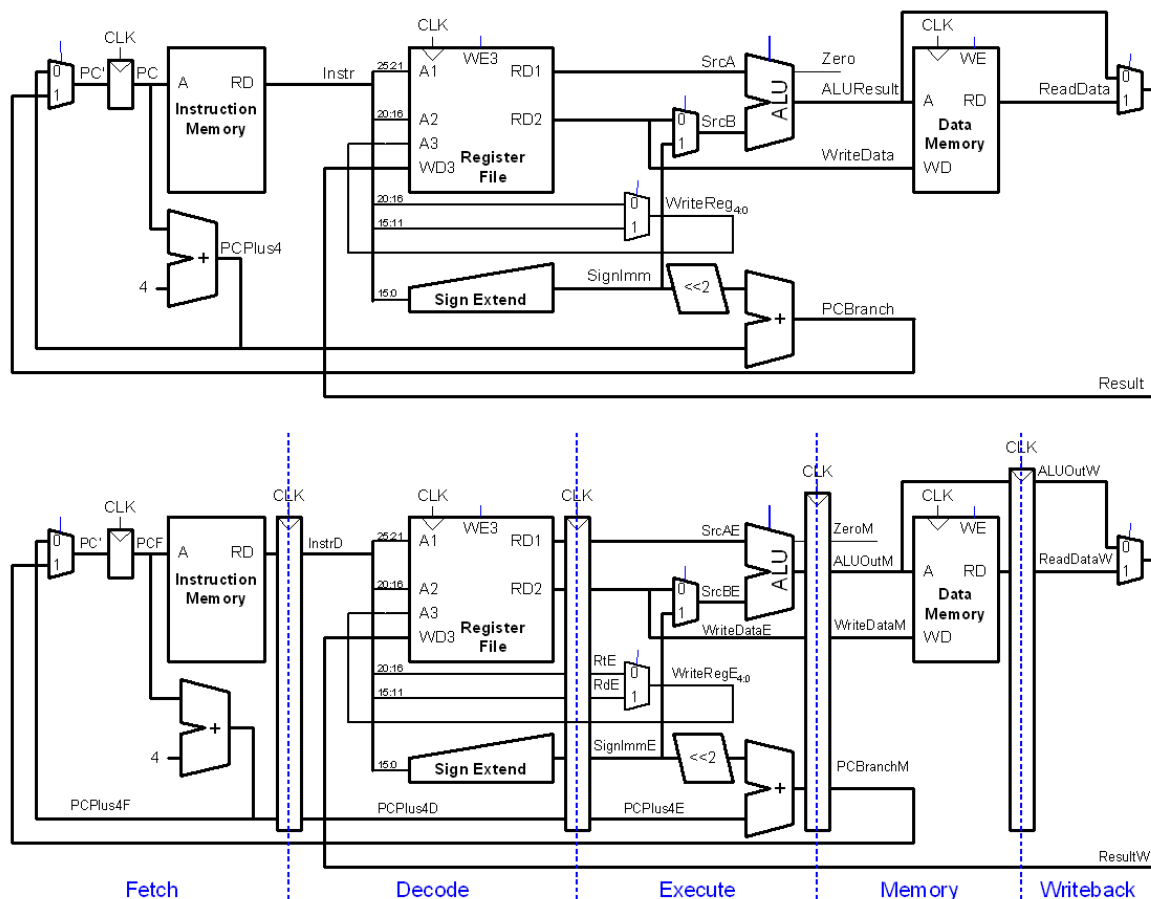 CLK CLK CLK
0 PC' PC A RD Instr 25:21 A1 WE3 RD1 SrcA Zero WE 0
1 Instruction Memory 20:16 A2 RD2 0 SrcB ALU ALUResult A RD ReadData 1
A3 1 Data Memory
WD3 Register File WriteData WD
20:16 0 WriteReg4:0
15:11 1
PCPlus4
+ SignImm <<2
4 15:0 Sign Extend + PCBranch
Result
CLK CLK CLK CLK CLK CLK CLK ALUOutW
0 PC' PCF A RD InstrD 25:21 A1 WE3 RD1 SrcAE ZeroM WE 0
1 Instruction Memory 20:16 A2 RD2 0 SrcBE ALU ALUOutM A RD ReadDataW 1
A3 1 Data Memory
WD3 Register File WriteDataE WriteDataM WD
20:16 RtE 0 WriteRegE4:0
15:11 RdE 1
+
4 15:0 Sign Extend SignImmE <<2 + PCBranchM
PCPlus4F PCPlus4D PCPlus4E
ResultW
Fetch Decode Execute Memory Writeback